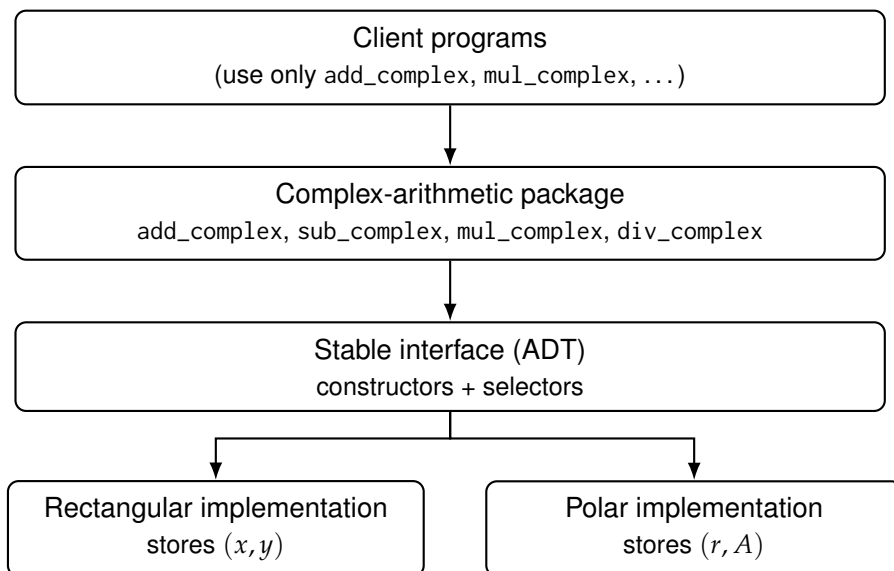 Client programs
(use only add_complex, mul_complex, ...)
Complex-arithmetic package
add_complex, sub_complex, mul_complex, div_complex
Stable interface (ADT)
constructors + selectors
Rectangular implementation
stores (x, y)
Polar implementation
stores (r, A)